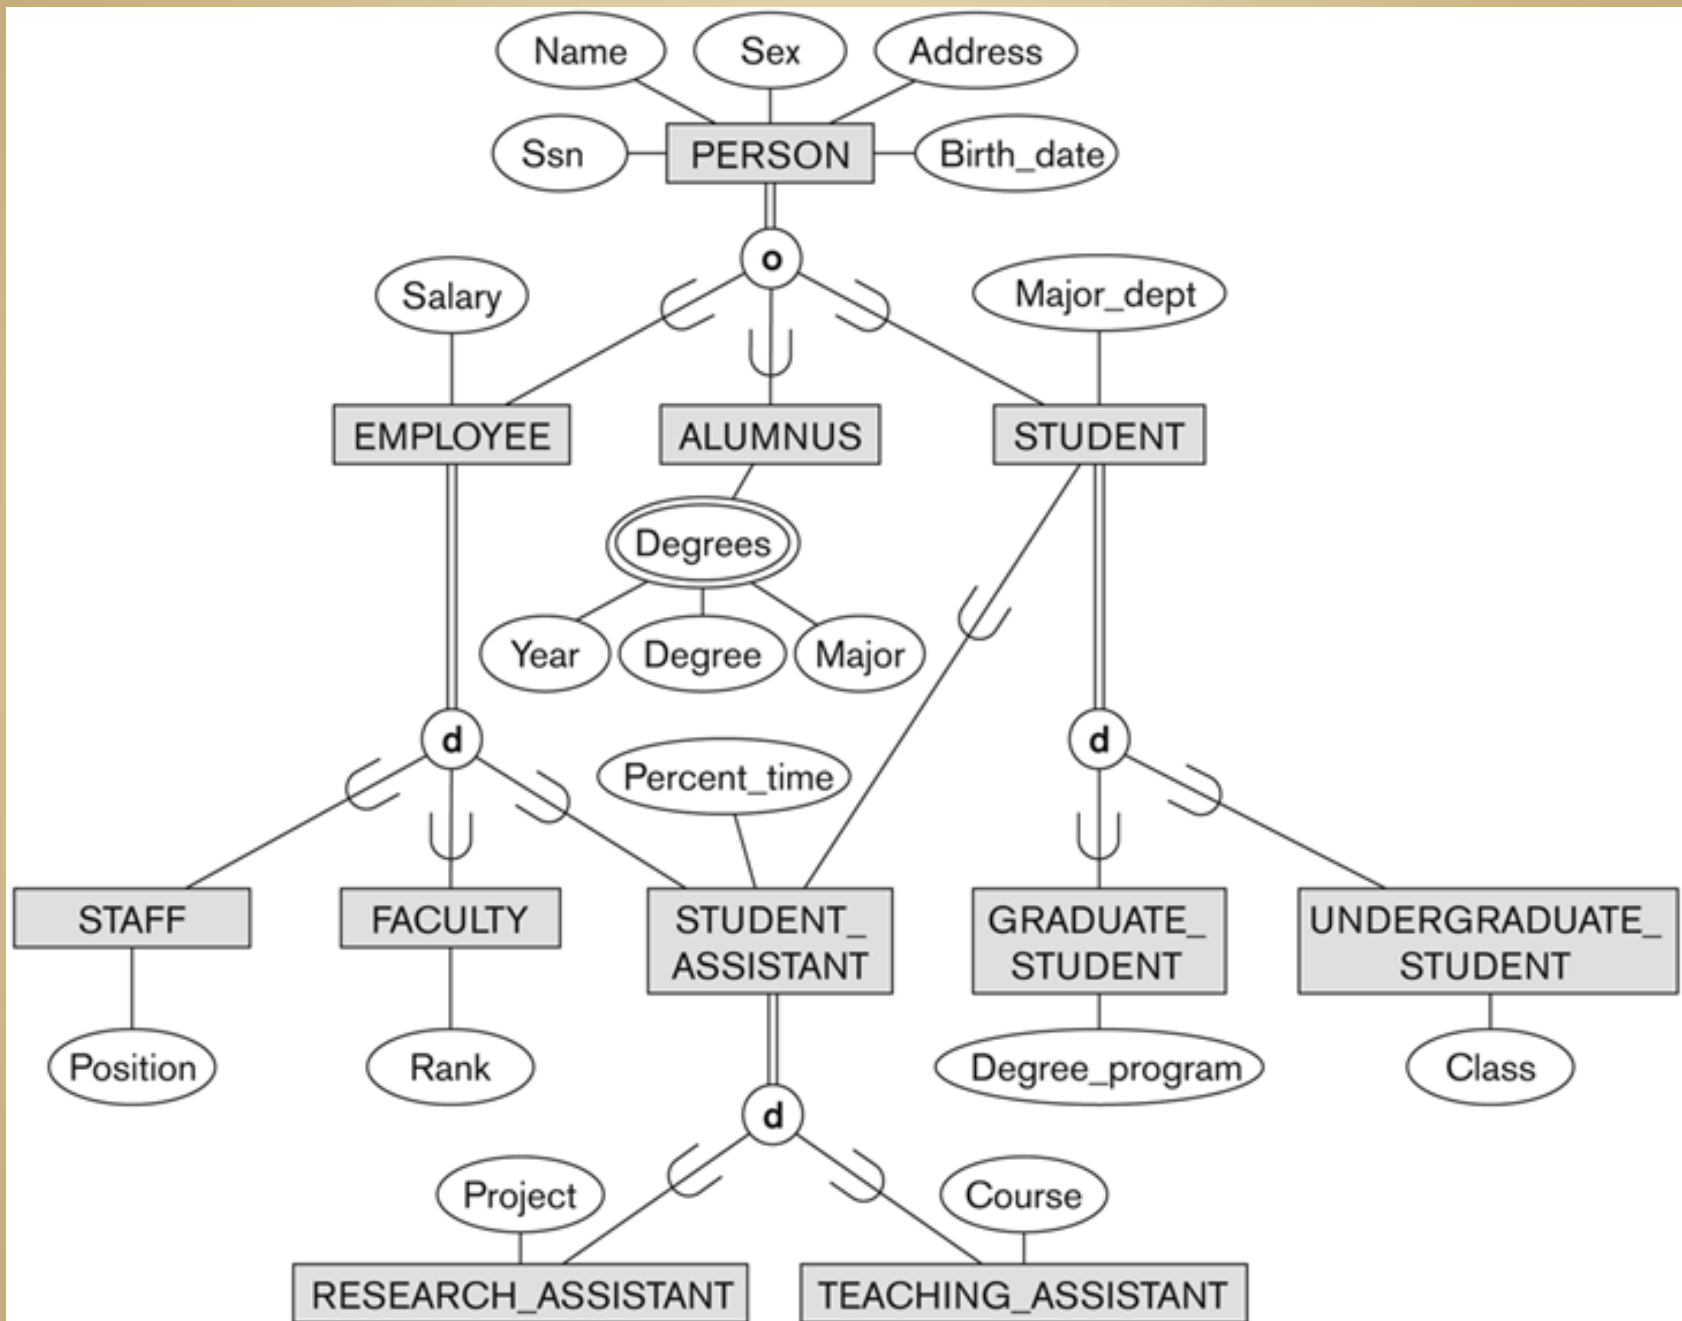 Name
Sex
Address
Ssn
PERSON
Birth_date
o
Salary
Major_dept
EMPLOYEE
ALUMNUS
STUDENT
Degrees
Year
Degree
Major
d
d
Percent_time
STAFF
FACULTY
STUDENT_
ASSISTANT
GRADUATE_
STUDENT
UNDERGRADUATE_
STUDENT
Position
Rank
Degree_program
Class
d
Project
Course
RESEARCH_ASSISTANT
TEACHING_ASSISTANT